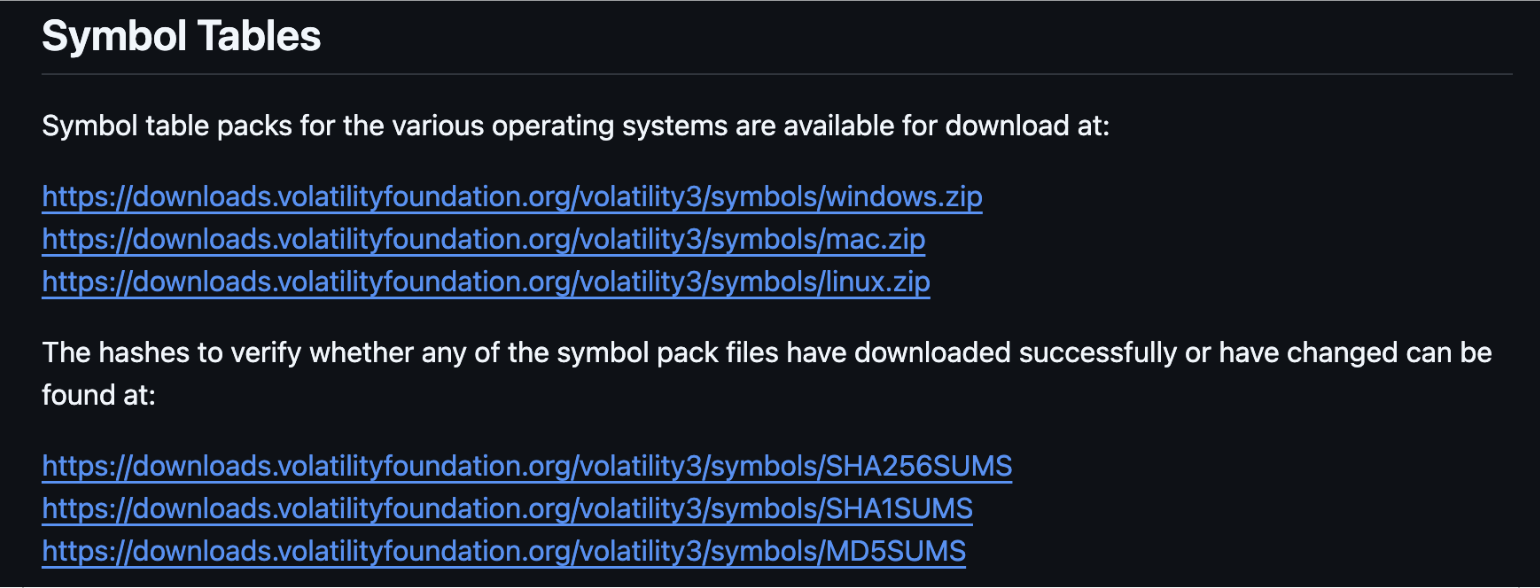 Symbol Tables
Symbol table packs for the various operating systems are available for download at:
https://downloads.volatilityfoundation.org/volatility3/symbols/windows.zip
https://downloads.volatilityfoundation.org/volatility3/symbols/mac.zip
https://downloads.volatilityfoundation.org/volatility3/symbols/linux.zip
The hashes to verify whether any of the symbol pack files have downloaded successfully or have changed can be
found at:
https://downloads.volatilityfoundation.org/volatility3/symbols/SHA256SUMS
https://downloads.volatilityfoundation.org/volatility3/symbols/SHA1SUMS
https://downloads.volatilityfoundation.org/volatility3/symbols/MD5SUMS